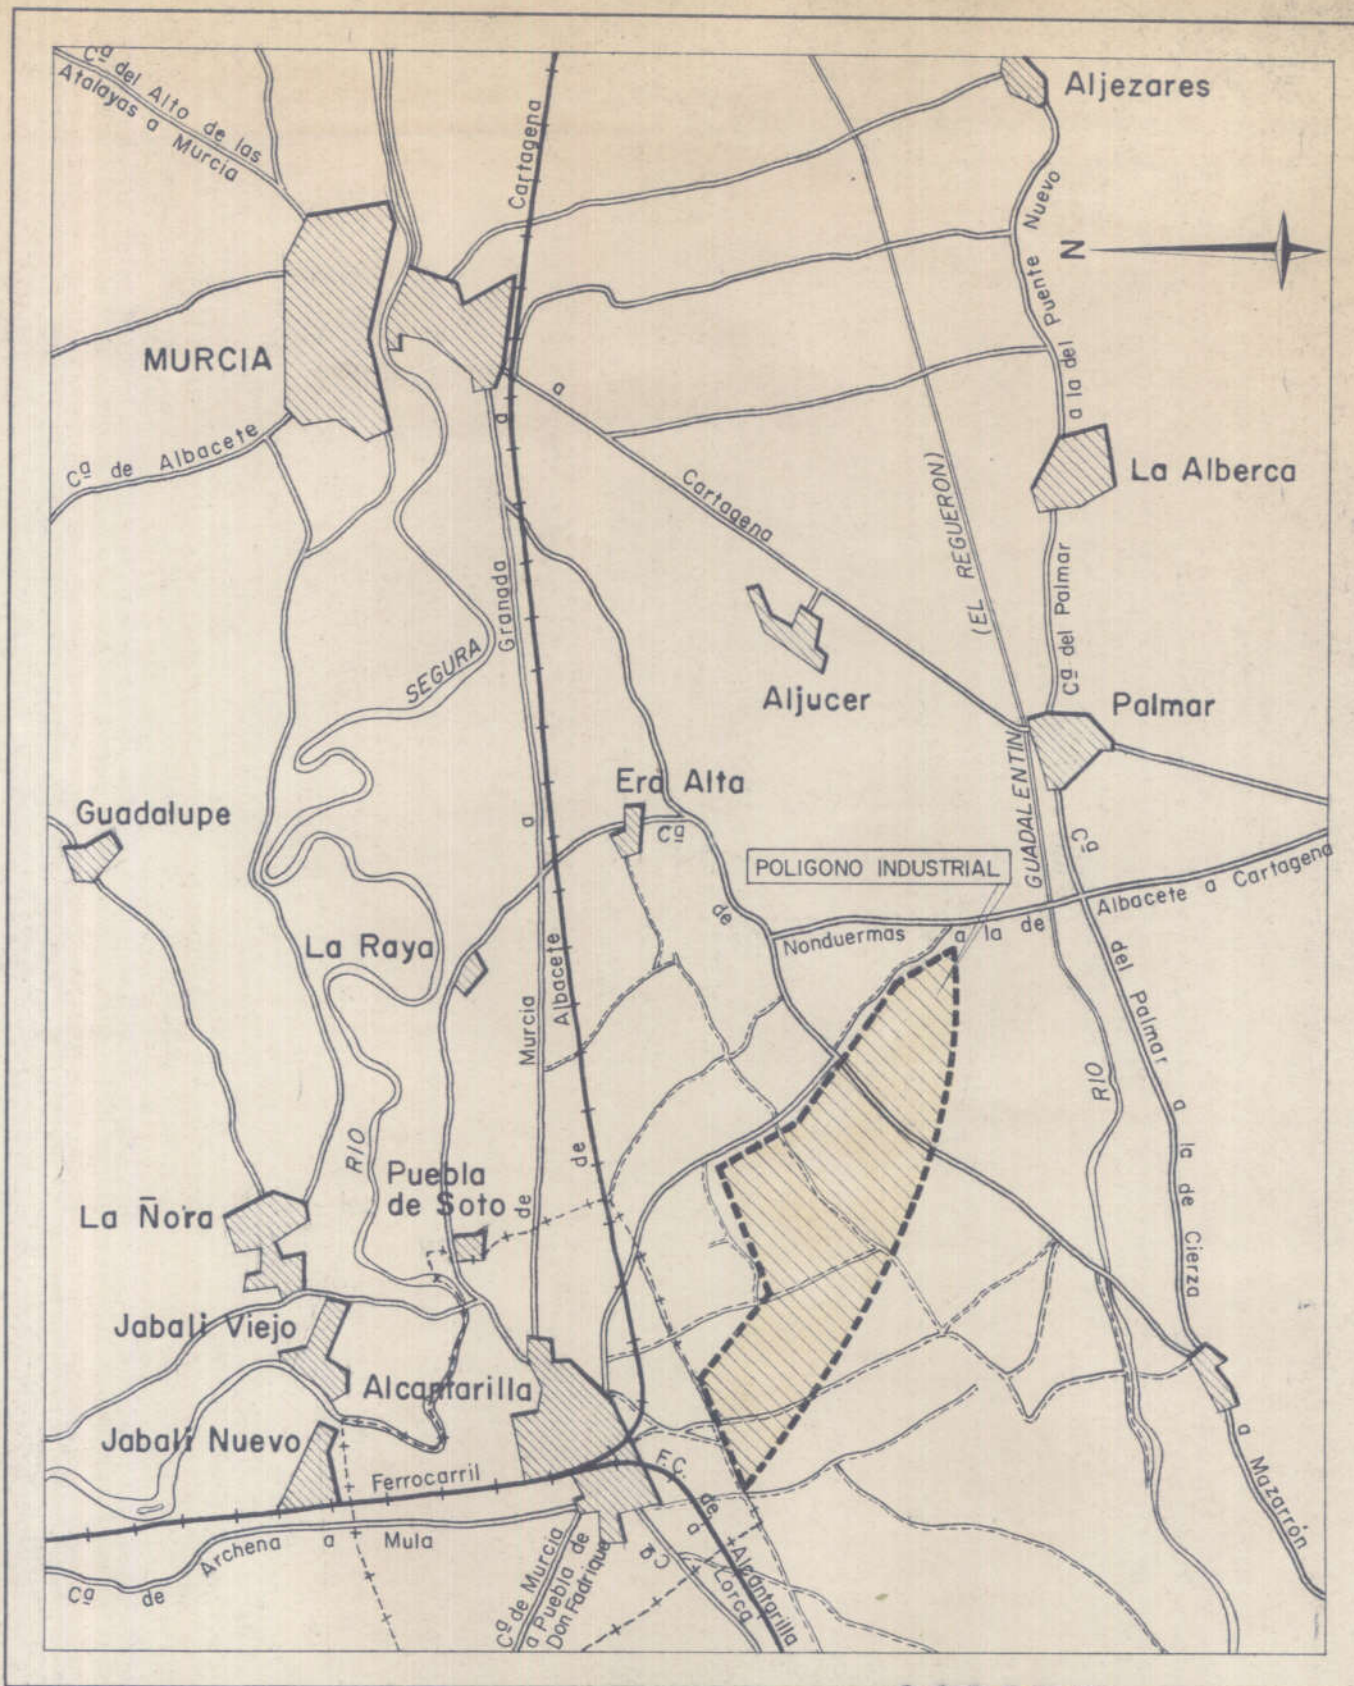 Cª del Alto de las
Atalayas a Murcia
Cartagena
Aljezares
a la del Puente Nuevo
N
MURCIA
a
a
Cª de Albacete
La Alberca
Cartagena
(EL REGUERON)
Granada
Cª del Palmar
SEGURA
Aljucer
Palmar
GUADALENTIN
Era Alta
Guadalupe
a
Cª
Cª
POLIGONO INDUSTRIAL
de
Nonduermas a la de Albacete a Cartagena
La Raya
Albacete
Murcia
del Palmar a la de Cierza
RIO
RIO
Puebla
de Soto
de
de
La Ñora
Jabali Viejo
Alcantarilla
Jabali Nuevo
Ferrocarril
F.C. de Alcantarilla
a Mazarrón
Cª de Archena a Mula
Cª de Murcia
a Puebla de
Don Fadrique
Cª a Lorca